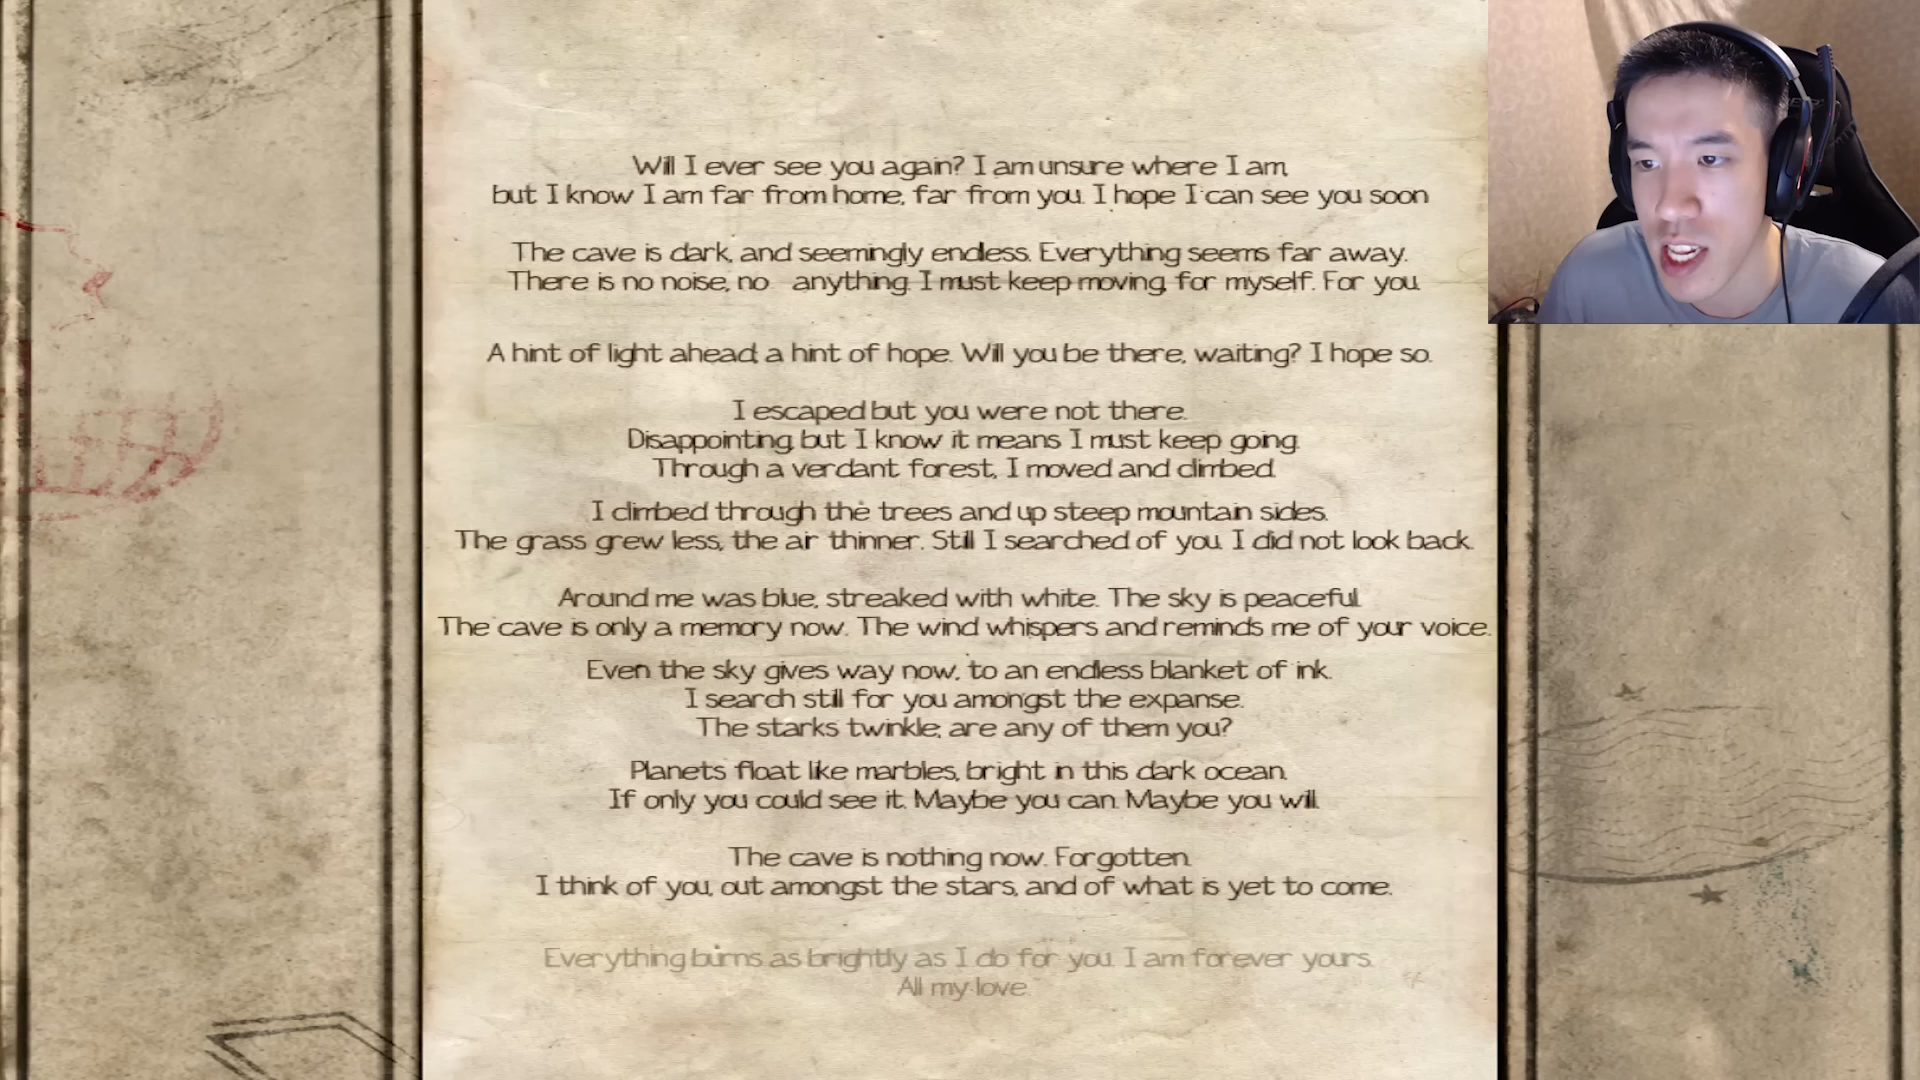 Will I ever see you again? I am unsure where I am,
but I know I am far from home, far from you. I hope I can see you soon
The cave is dark, and seemingly endless. Everything seems far away.
There is no noise, no anything. I must keep moving, for myself. For you.
A hint of light ahead, a hint of hope. Will you be there, waiting? I hope so.
I escaped but you were not there.
Disappointing, but I know it means I must keep going.
Through a verdant forest, I moved and climbed.
I climbed through the trees and up steep mountain sides.
The grass grew less, the air thinner. Still I searched of you. I did not look back.
Around me was blue, streaked with white. The sky is peaceful.
The cave is only a memory now. The wind whispers and reminds me of your voice.
Even the sky gives way now, to an endless blanket of ink.
I search still for you amongst the expanse.
The starks twinkle, are any of them you?
Planets float like marbles, bright in this dark ocean.
If only you could see it. Maybe you can. Maybe you will.
The cave is nothing now. Forgotten.
I think of you, out amongst the stars, and of what is yet to come.
Everything burns as brightly as I do for you. I am forever yours.
All my love.